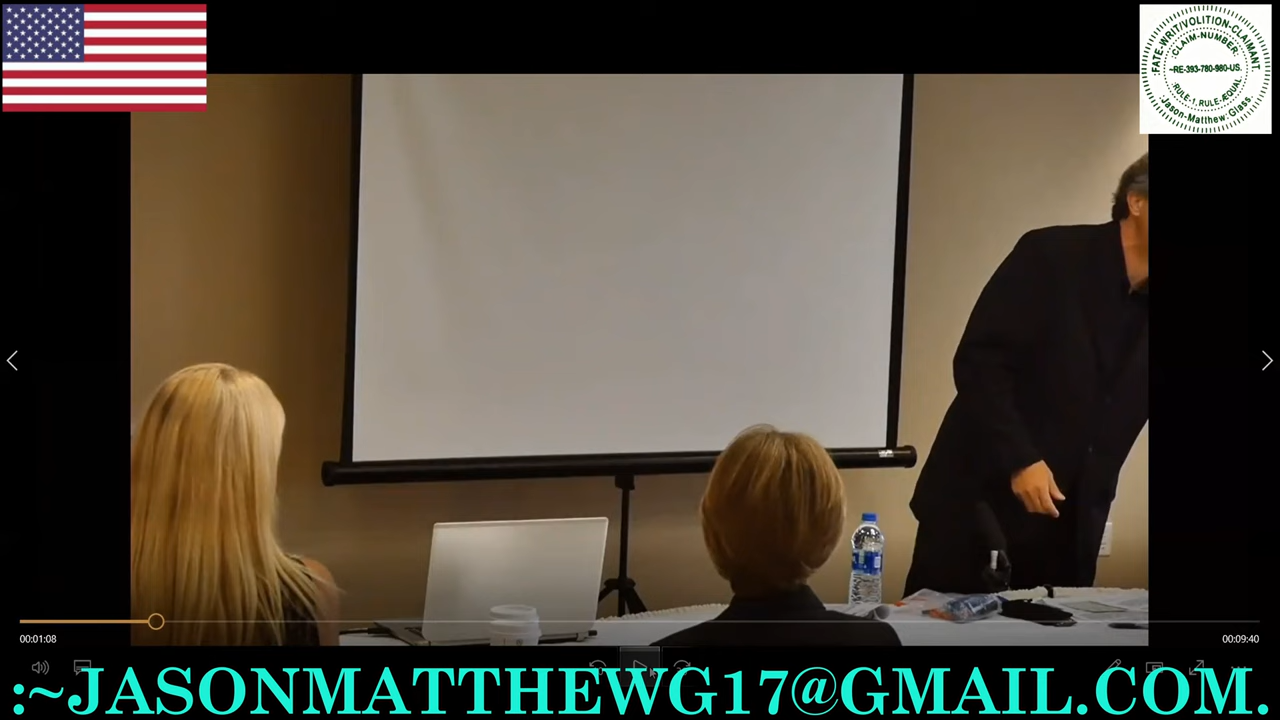 :FATE-WRIT/VOLITION-CLAIMANT
:CLAIM-NUMBER:
~RE-393-780-980-US.
:RULE-1, RULE-ÆQUAL
:Jason-Matthew:Glass.
00:01:08
00:09:40
:~JASONMATTHEWG17@GMAIL.COM.